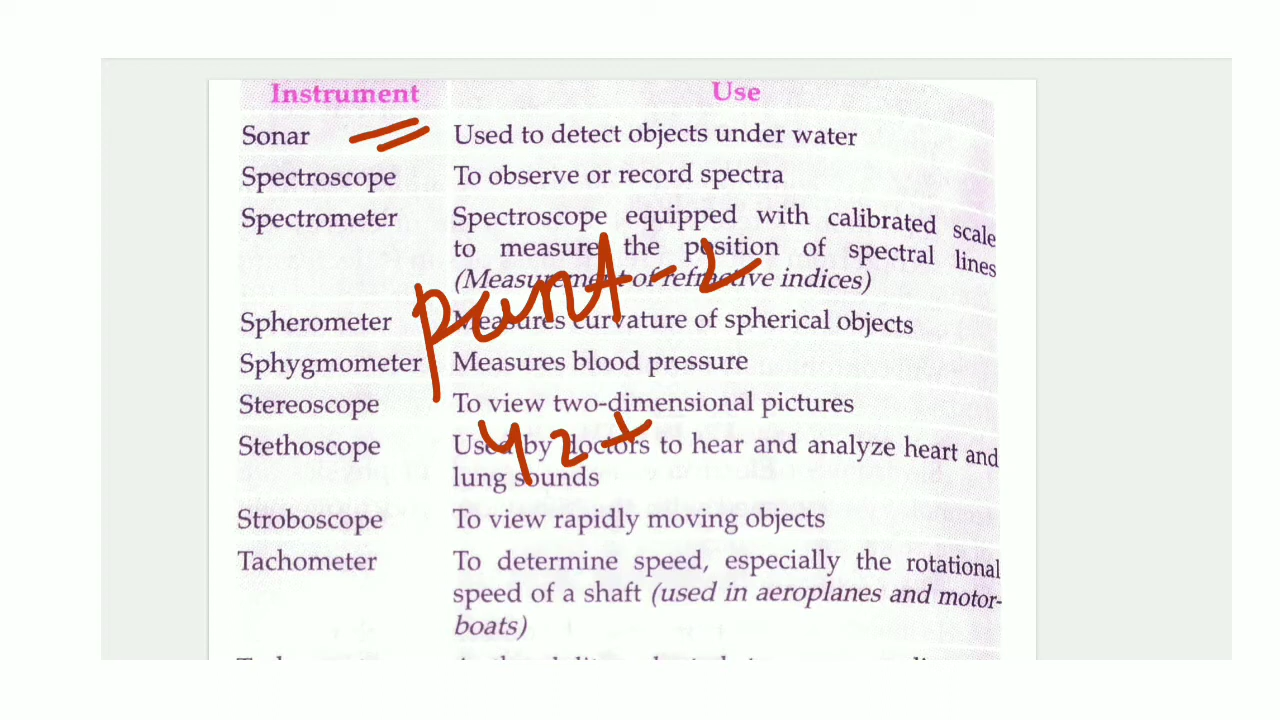 Instrument Use
Sonar Used to detect objects under water
Spectroscope To observe or record spectra
Spectrometer Spectroscope equipped with calibrated scale
to measure the position of spectral lines
(Measurement of refractive indices)
Part-2
Spherometer Measures curvature of spherical objects
Sphygmometer Measures blood pressure
Stereoscope To view two-dimensional pictures
Stethoscope Used by doctors to hear and analyze heart and
lung sounds
Stroboscope To view rapidly moving objects
Tachometer To determine speed, especially the rotational
speed of a shaft (used in aeroplanes and motor-
boats)